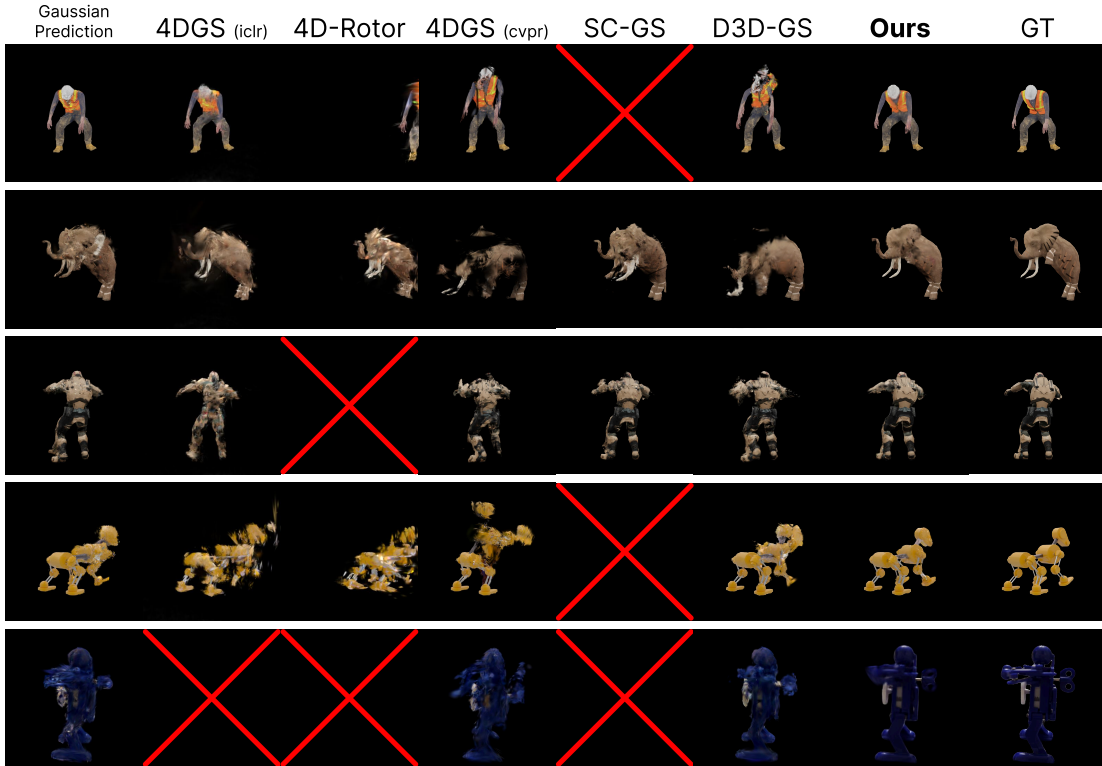 Gaussian
Prediction
4DGS (iclr)
4D-Rotor
4DGS (cvpr)
SC-GS
D3D-GS
Ours
GT